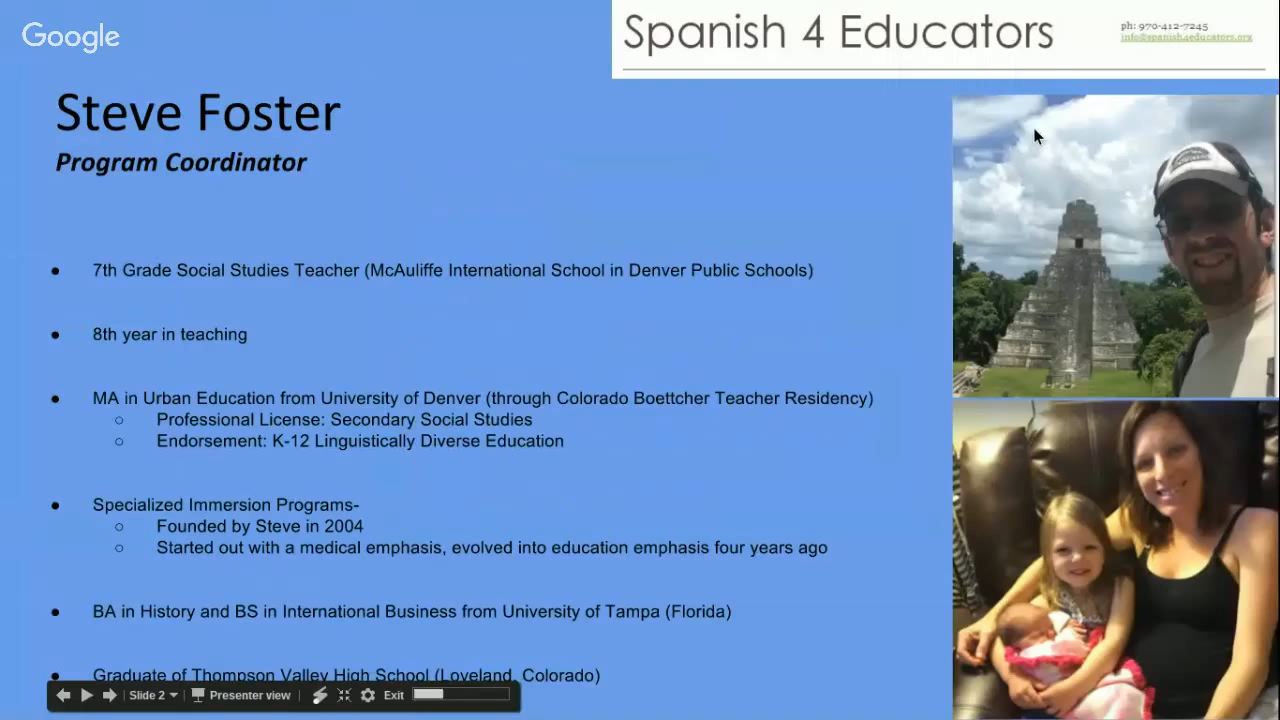 Google
Spanish 4 Educators
ph: 970-412-7245
info@spanish4educators.org
Steve Foster
Program Coordinator
● 7th Grade Social Studies Teacher (McAuliffe International School in Denver Public Schools)
● 8th year in teaching
● MA in Urban Education from University of Denver (through Colorado Boettcher Teacher Residency)
○ Professional License: Secondary Social Studies
○ Endorsement: K-12 Linguistically Diverse Education
● Specialized Immersion Programs-
○ Founded by Steve in 2004
○ Started out with a medical emphasis, evolved into education emphasis four years ago
● BA in History and BS in International Business from University of Tampa (Florida)
● Graduate of Thompson Valley High School (Loveland, Colorado)
Slide 2 Presenter view Exit